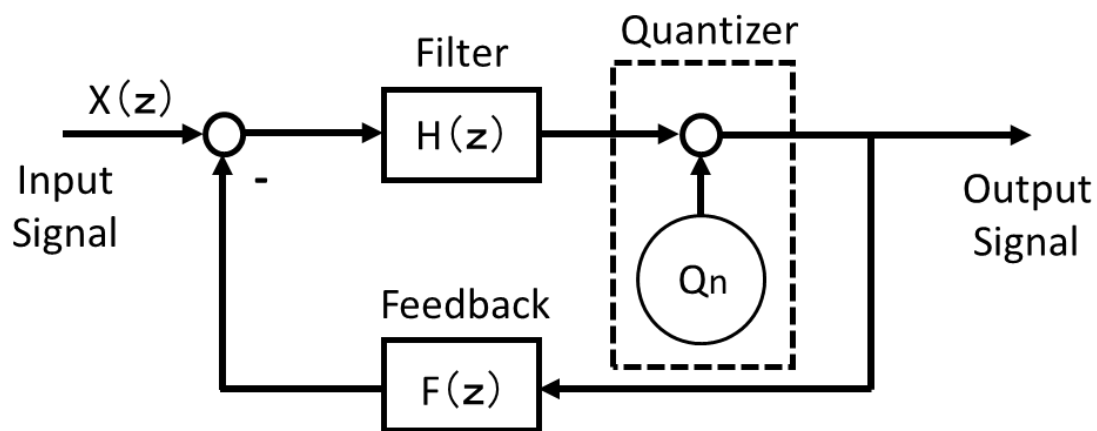 Quantizer
Filter
X(z)
H(z)
-
Input
Signal
Output
Signal
Qn
Feedback
F(z)